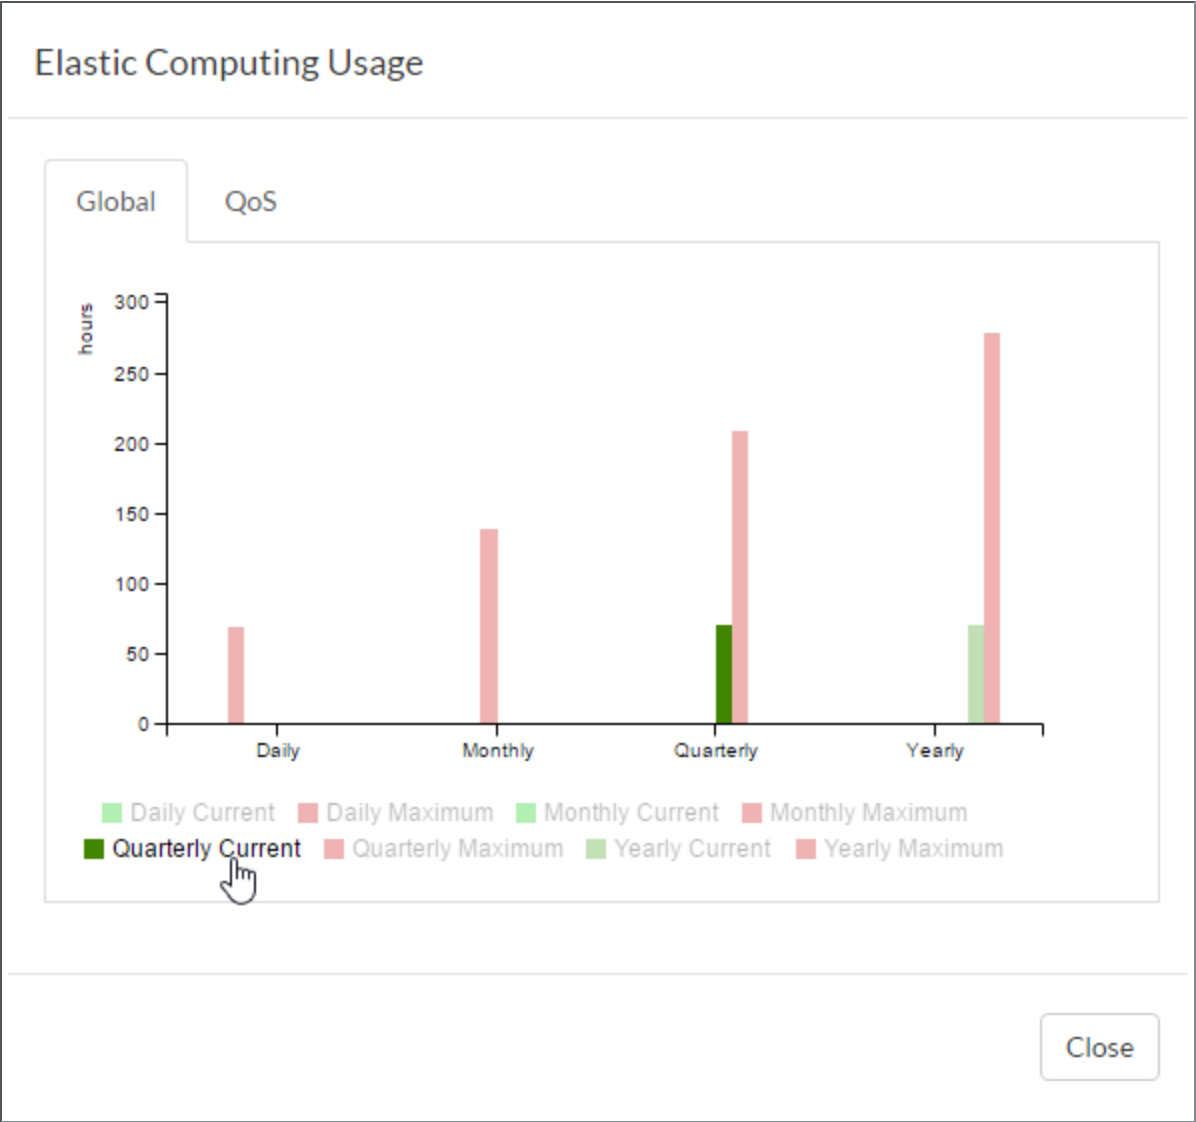 Elastic Computing Usage
Global QoS
hours
300
250
200
150
100
50
0
Daily Monthly Quarterly Yearly
Daily Current Daily Maximum Monthly Current Monthly Maximum
Quarterly Current Quarterly Maximum Yearly Current Yearly Maximum
Close